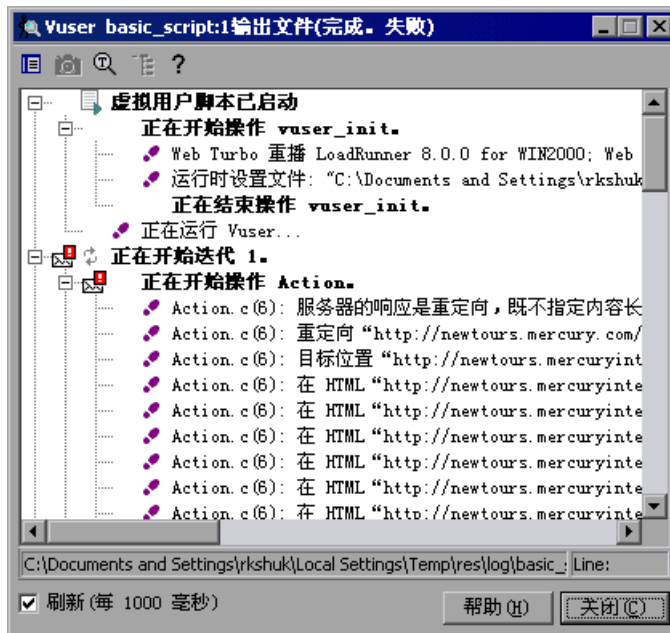 Vuser basic_script:1输出文件(完成。失败)
?
虚拟用户脚本已启动
正在开始操作 vuser_init。
Web Turbo 重播 LoadRunner 8.0.0 for WIN2000; Web
运行时设置文件: "C:\Documents and Settings\rkshuk
正在结束操作 vuser_init。
正在运行 Vuser...
正在开始迭代 1。
正在开始操作 Action。
Action.c(6): 服务器的响应是重定向，既不指定内容长
Action.c(6): 重定向 "http://newtours.mercury.com/
Action.c(6): 目标位置 "http://newtours.mercuryint
Action.c(6): 在 HTML "http://newtours.mercuryinte
Action.c(6): 在 HTML "http://newtours.mercuryinte
Action.c(6): 在 HTML "http://newtours.mercuryinte
Action.c(6): 在 HTML "http://newtours.mercuryinte
Action.c(6): 在 HTML "http://newtours.mercuryinte
Action.c(6): 在 HTML "http://newtours.mercuryinte
C:\Documents and Settings\rkshuk\Local Settings\Temp\res\log\basic_ Line:
刷新(每 1000 毫秒)
帮助(H) 关闭(C)